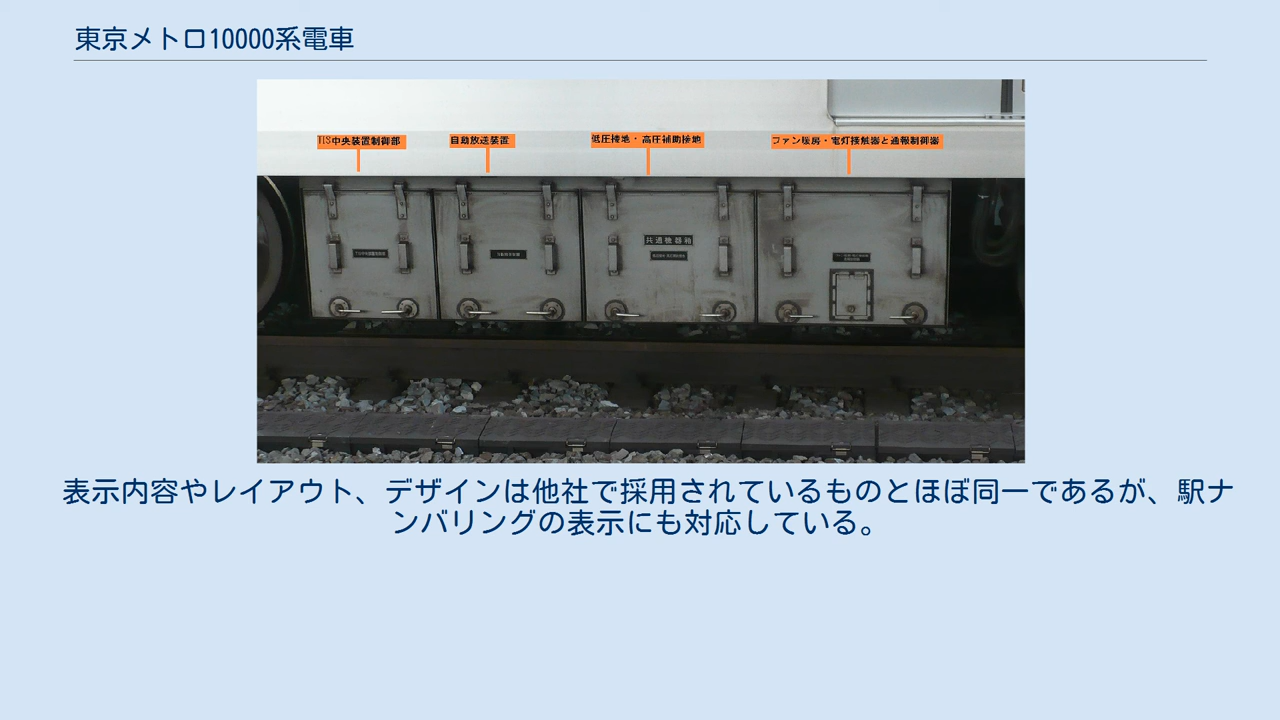 東京メトロ10000系電車
TIS中央装置制御部
自動放送装置
低圧接地・高圧補助接地
ファン暖房・電灯接触器と通報制御器
共通機器箱
表示内容やレイアウト、デザインは他社で採用されているものとほぼ同一であるが、駅ナ
ンバリングの表示にも対応している。